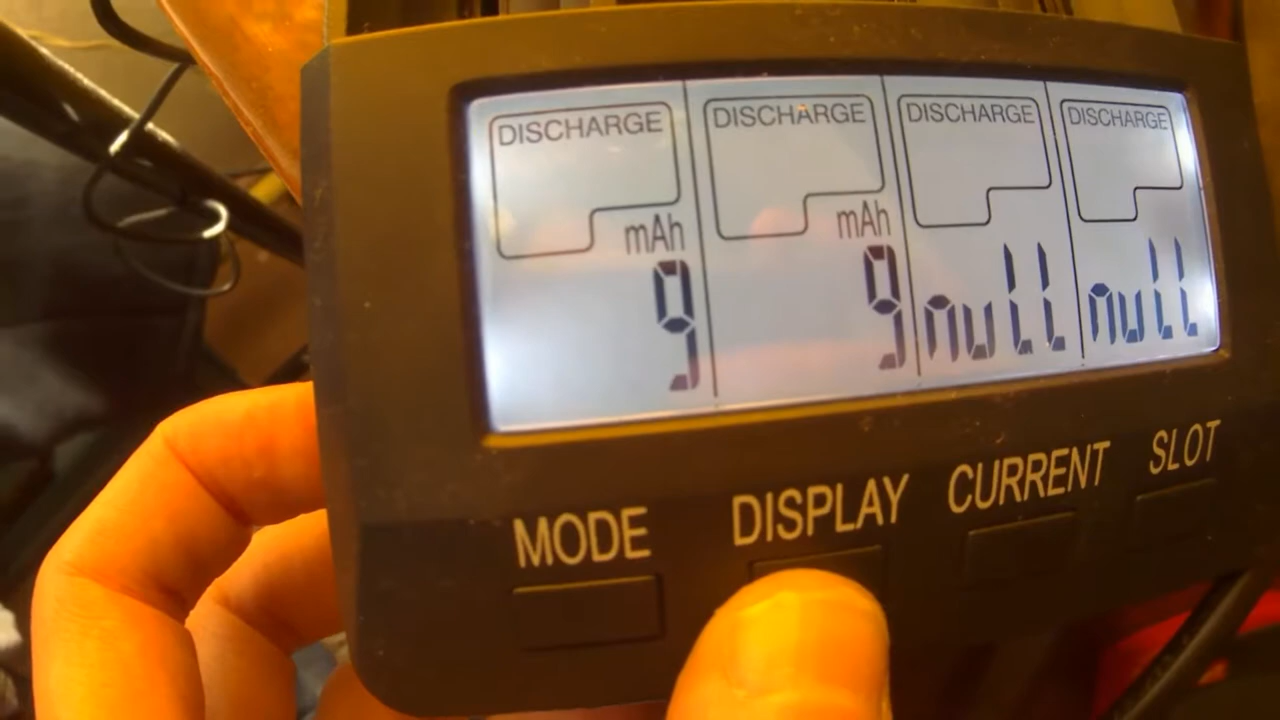 DISCHARGE DISCHARGE DISCHARGE DISCHARGE
mAh mAh
9 9 null null
MODE DISPLAY CURRENT SLOT